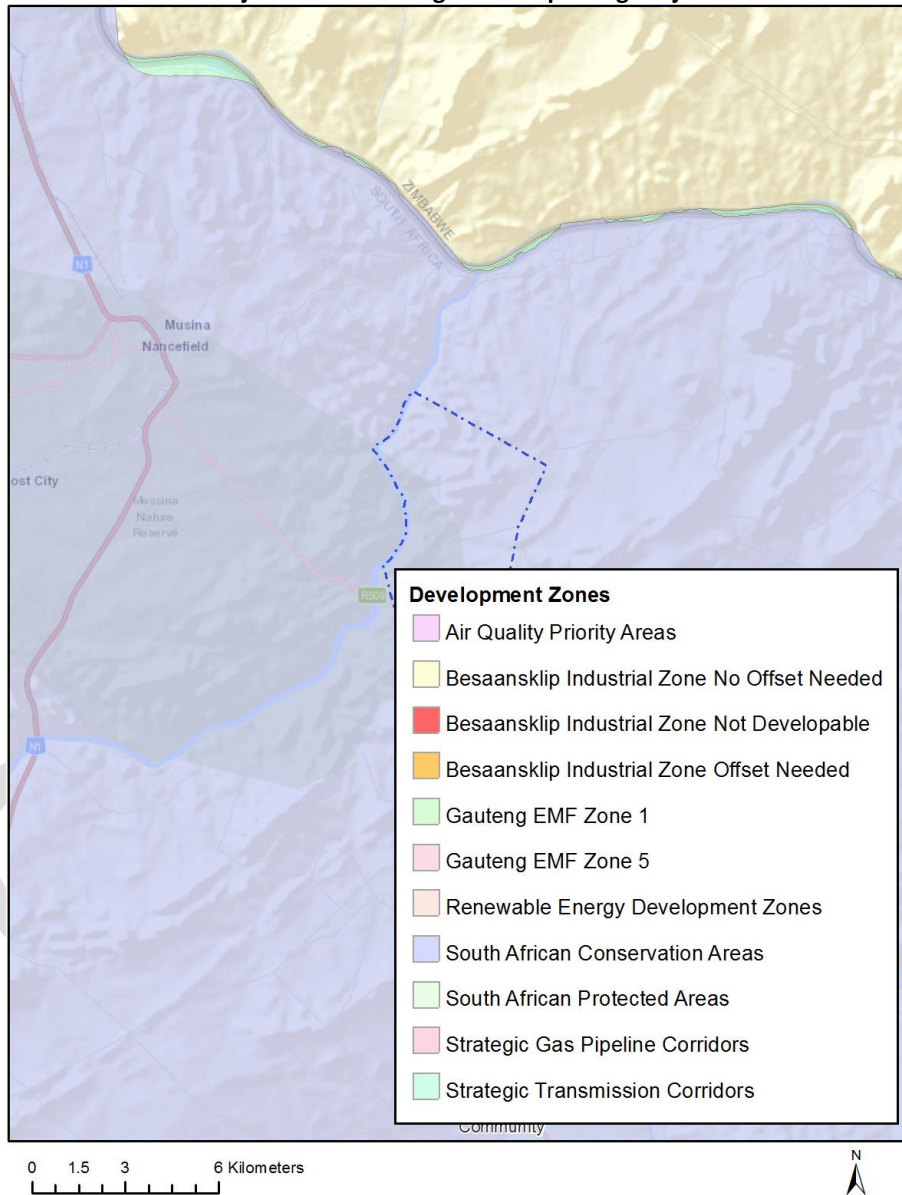 ZIMBABWE
SOUTH AFRICA
N1
Musina
Nancefield
ost City
Messina
Nature
Reserve
N1
Development Zones
Air Quality Priority Areas
Besaansklip Industrial Zone No Offset Needed
Besaansklip Industrial Zone Not Developable
Besaansklip Industrial Zone Offset Needed
Gauteng EMF Zone 1
Gauteng EMF Zone 5
Renewable Energy Development Zones
South African Conservation Areas
South African Protected Areas
Strategic Gas Pipeline Corridors
Strategic Transmission Corridors
Community
0 1.5 3 6 Kilometers
N